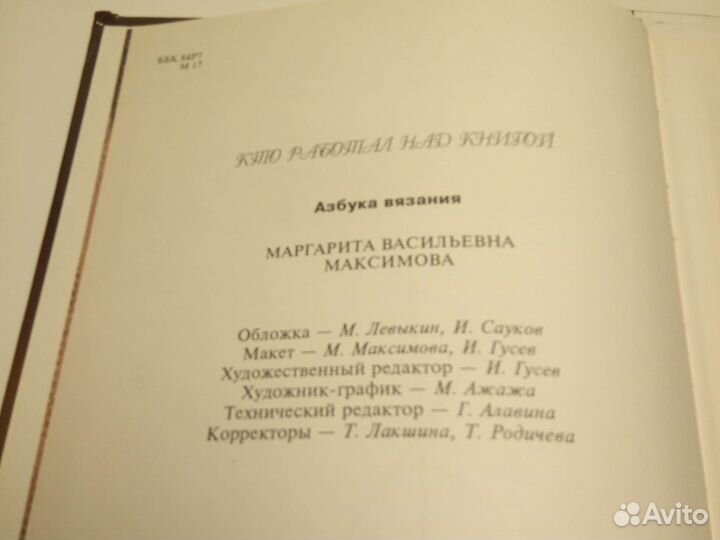 ББК 54Р7
М 17
КТО РАБОТАЛ НАД КНИГОЙ
Азбука вязания
МАРГАРИТА ВАСИЛЬЕВНА
МАКСИМОВА
Обложка — М. Левыкин, И. Сауков
Макет — М. Максимова, И. Гусев
Художественный редактор — И. Гусев
Художник-график — М. Ажажа
Технический редактор — Г. Алавина
Корректоры — Т. Лакшина, Т. Родичева
Avito